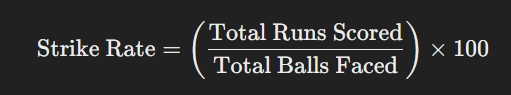 Strike Rate = ( Total Runs Scored / Total Balls Faced ) × 100